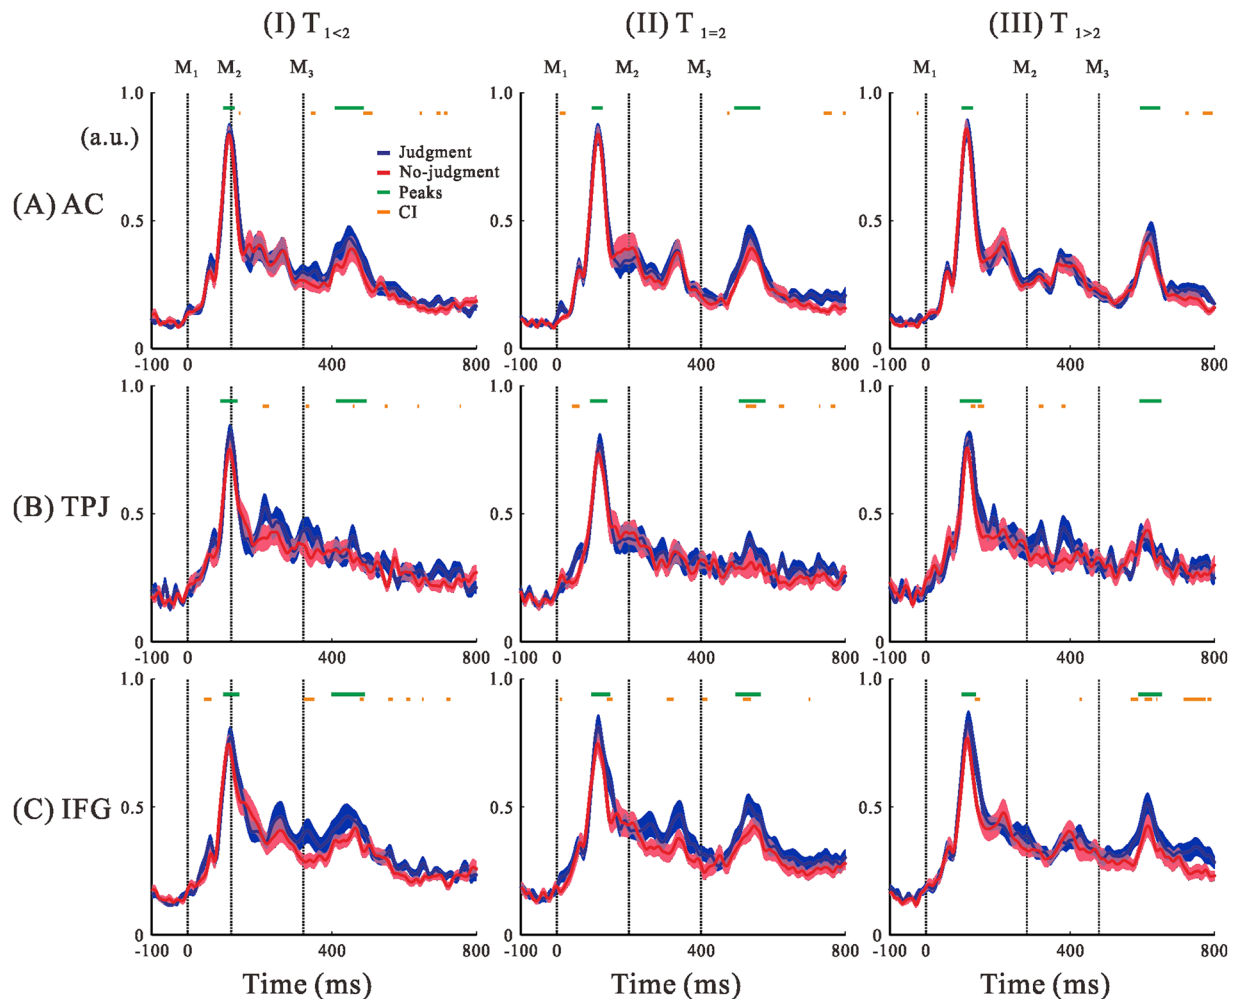 (I) T 1<2
(II) T 1=2
(III) T 1>2
M1 M2 M3
M1 M2 M3
M1 M2 M3
1.0 1.0 1.0
(a.u.)
Judgment
No-judgment
Peaks
CI
(A) AC
0.5 0.5 0.5
0 0 0
-100 0 400 800 -100 0 400 800 -100 0 400 800
1.0 1.0 1.0
(B) TPJ
0.5 0.5 0.5
0 0 0
-100 0 400 800 -100 0 400 800 -100 0 400 800
1.0 1.0 1.0
(C) IFG
0.5 0.5 0.5
0 0 0
-100 0 400 800 -100 0 400 800 -100 0 400 800
Time (ms) Time (ms) Time (ms)